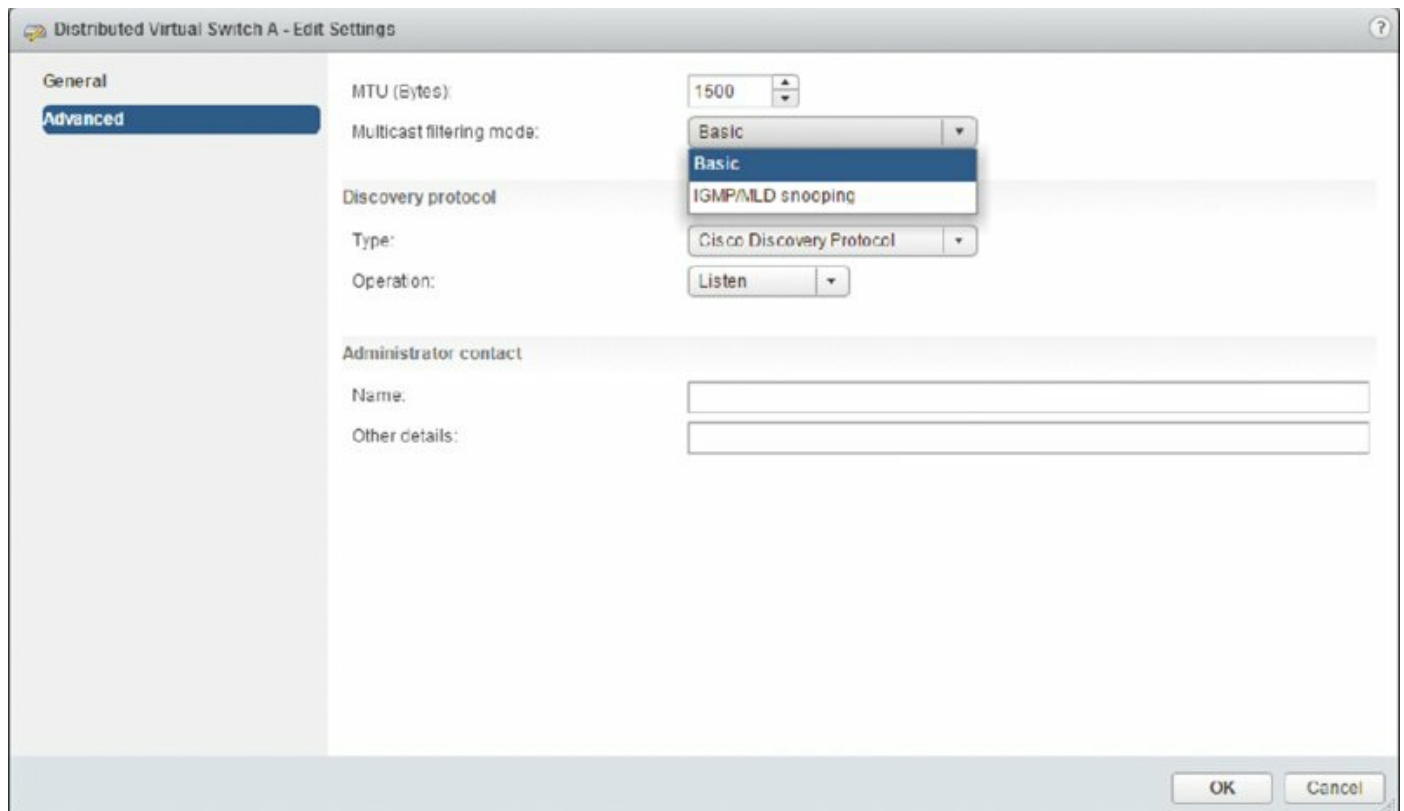 Distributed Virtual Switch A - Edit Settings
?
General
Advanced
MTU (Bytes):
1500
Multicast filtering mode:
Basic
Basic
IGMP/MLD snooping
Discovery protocol
Type:
Cisco Discovery Protocol
Operation:
Listen
Administrator contact
Name:
Other details:
OK
Cancel